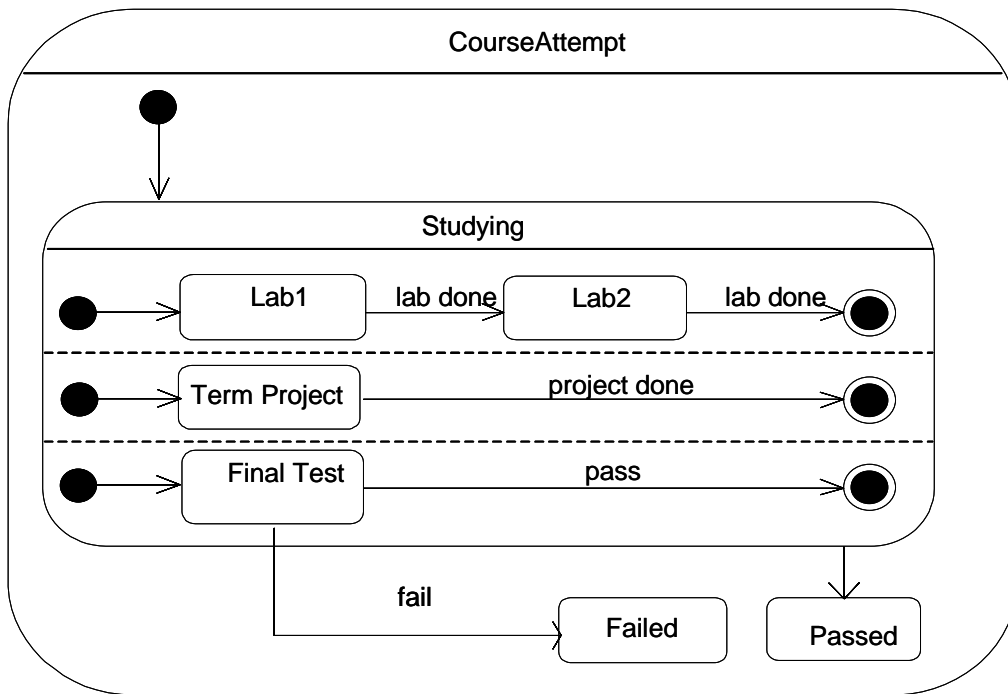 CourseAttempt
Studying
Lab1
lab done
Lab2
lab done
Term Project
project done
Final Test
pass
fail
Failed
Passed